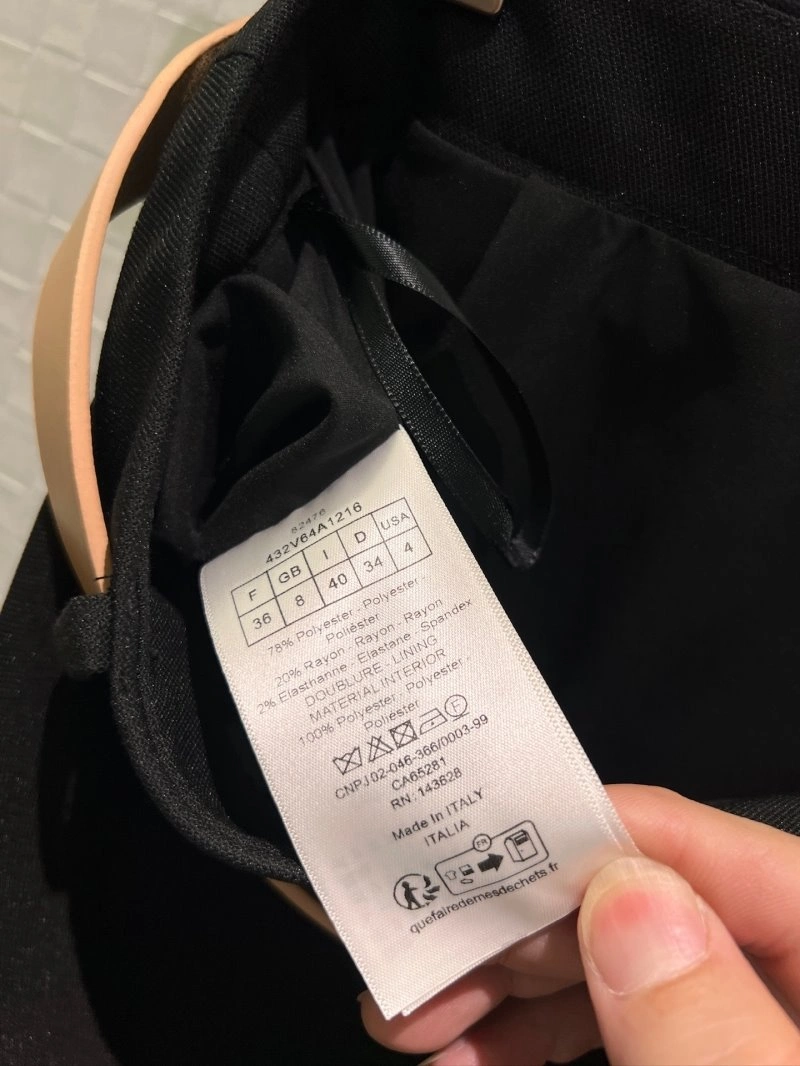 82476
432V64A1216
F GB I D USA
36 8 40 34 4
78% Polyester - Polyester -
Poliéster
20% Rayon - Rayon - Rayon
2% Elasthanne - Elastane - Spandex
DOUBLURE - LINING
MATERIAL INTERIOR
100% Polyester - Polyester -
Poliéster
F
CNPJ 02-046-366/0003-99
CA65281
RN: 143628
Made In ITALY
ITALIA
FR
quefairedemesdechets.fr